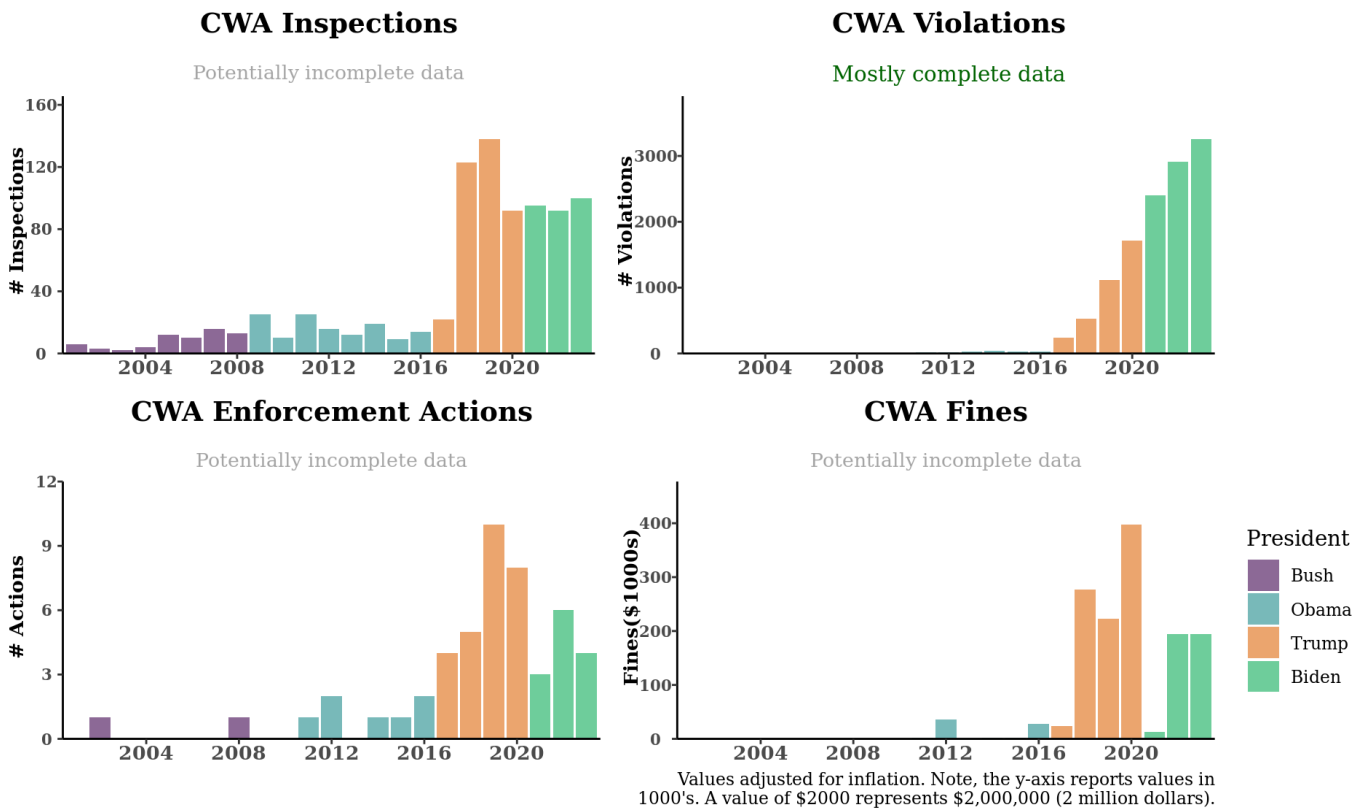 CWA Inspections
Potentially incomplete data
# Inspections
160
120
80
40
0
2004 2008 2012 2016 2020
CWA Violations
Mostly complete data
# Violations
3000
2000
1000
0
2004 2008 2012 2016 2020
CWA Enforcement Actions
Potentially incomplete data
# Actions
12
9
6
3
0
2004 2008 2012 2016 2020
CWA Fines
Potentially incomplete data
Fines($1000s)
400
300
200
100
0
2004 2008 2012 2016 2020
President
Bush
Obama
Trump
Biden
Values adjusted for inflation. Note, the y-axis reports values in
1000's. A value of $2000 represents $2,000,000 (2 million dollars).